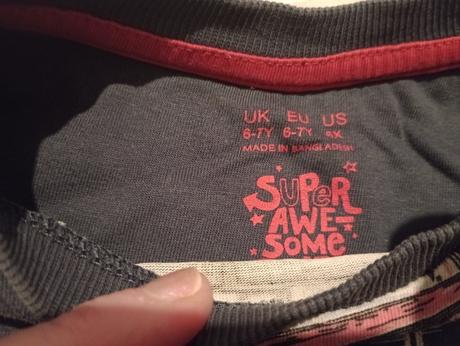 UK EU US
6-7Y 6-7Y 6X
MADE IN BANGLADESH
SUPeR
AWE-
SOME